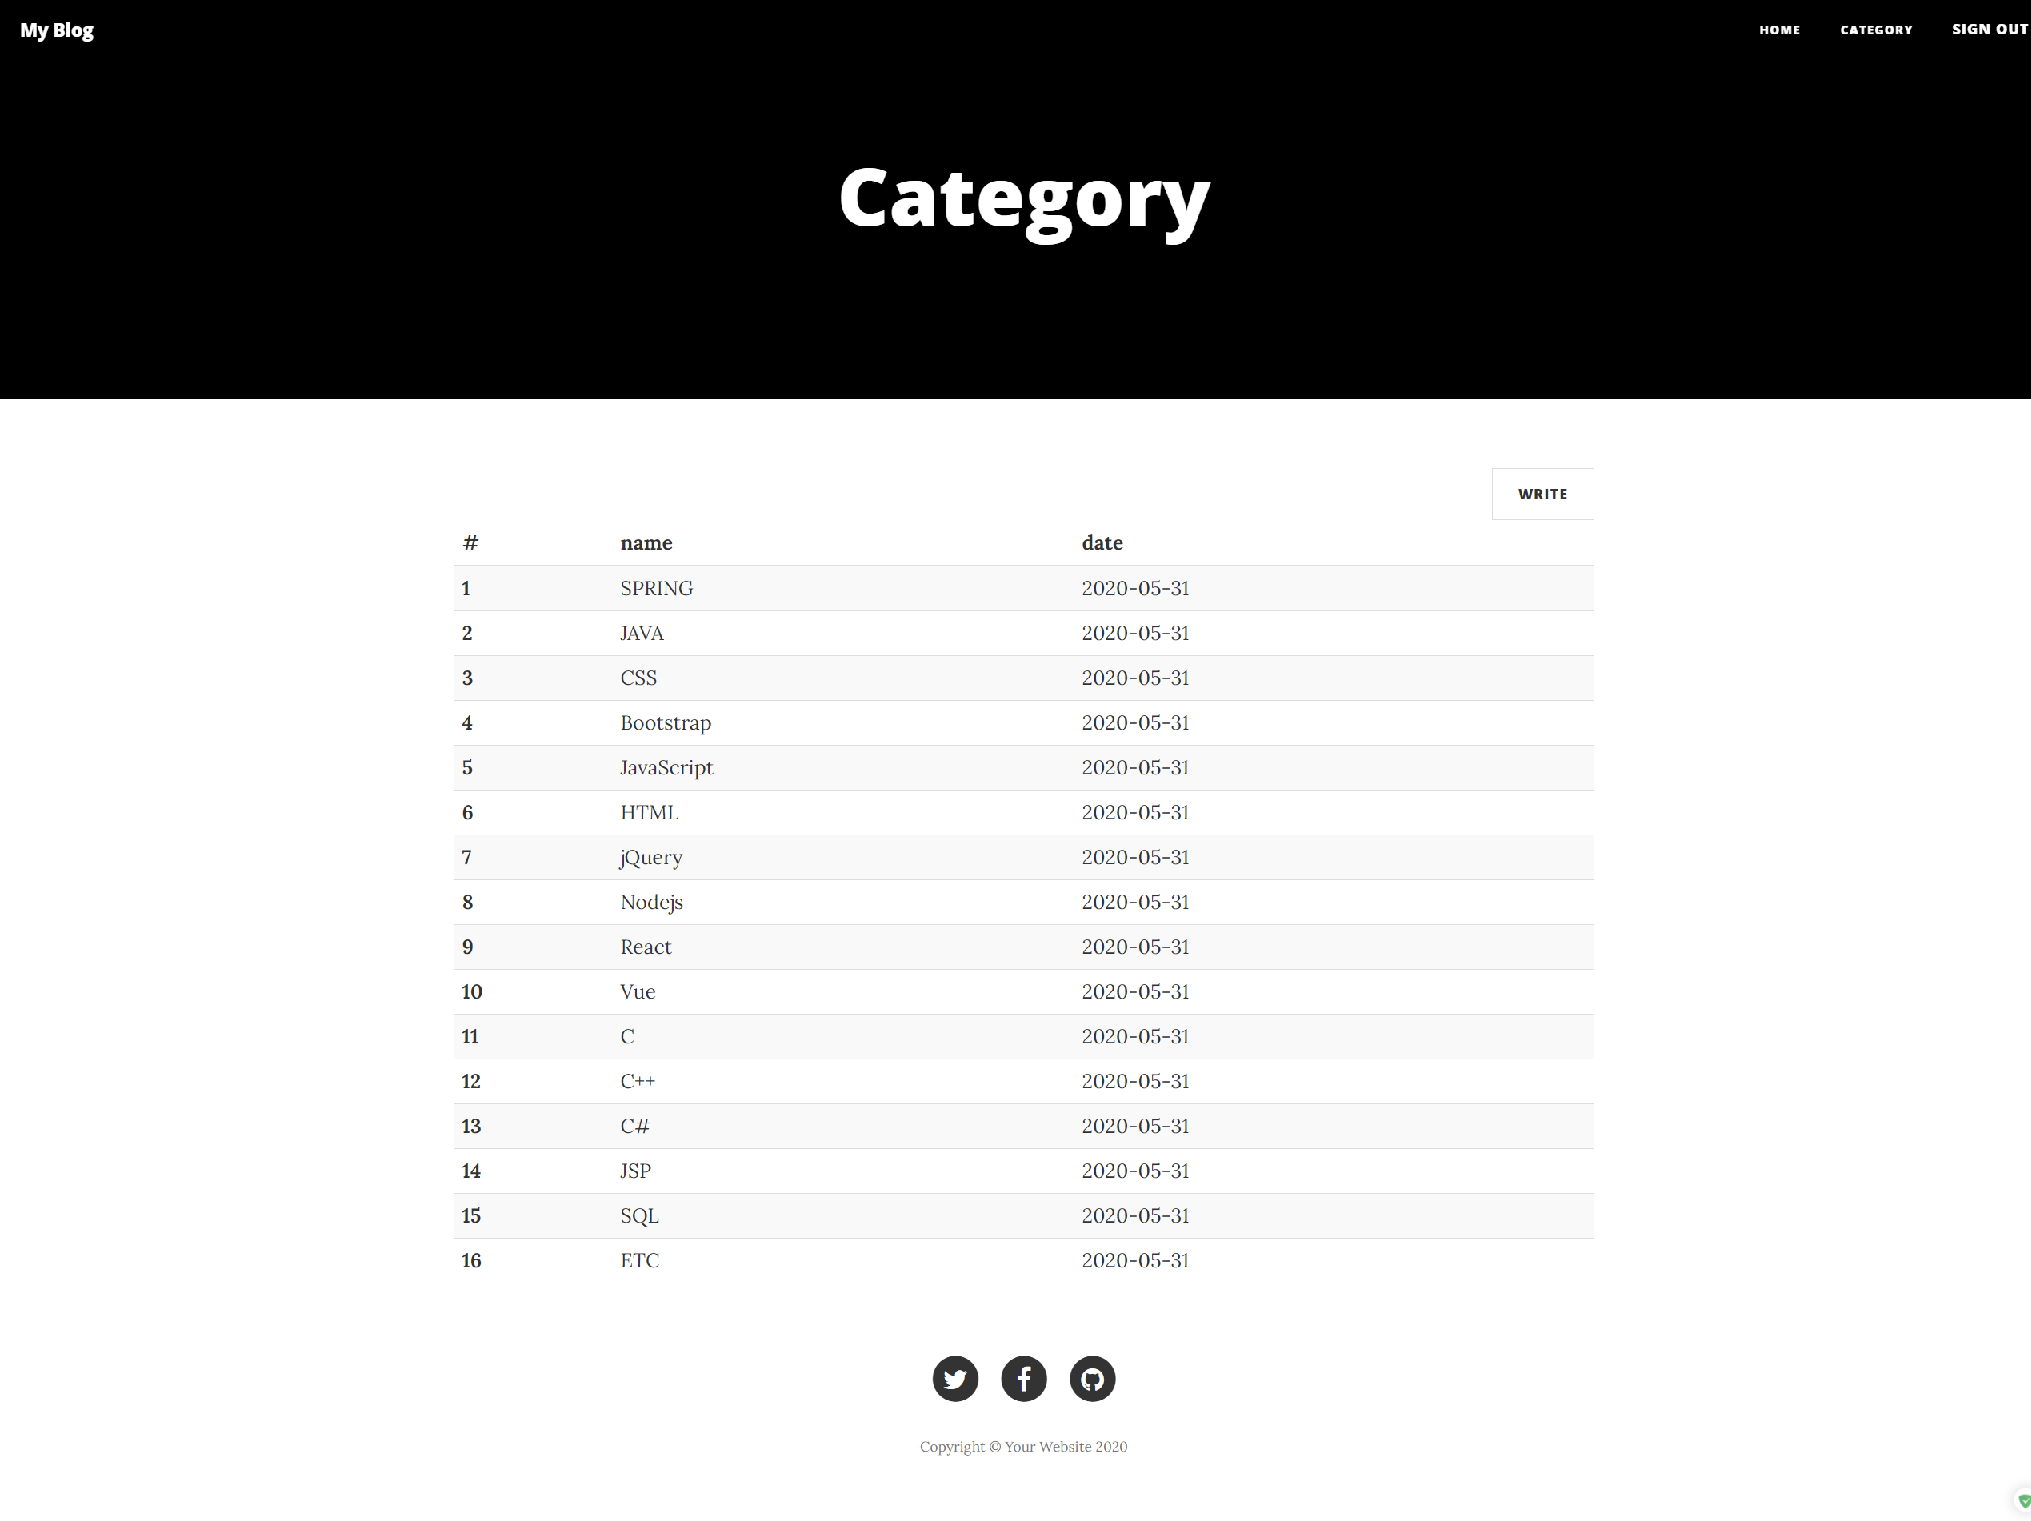 My Blog
HOME CATEGORY SIGN OUT
Category
WRITE
# name date
1 SPRING 2020-05-31
2 JAVA 2020-05-31
3 CSS 2020-05-31
4 Bootstrap 2020-05-31
5 JavaScript 2020-05-31
6 HTML 2020-05-31
7 jQuery 2020-05-31
8 Nodejs 2020-05-31
9 React 2020-05-31
10 Vue 2020-05-31
11 C 2020-05-31
12 C++ 2020-05-31
13 C# 2020-05-31
14 JSP 2020-05-31
15 SQL 2020-05-31
16 ETC 2020-05-31
Copyright © Your Website 2020